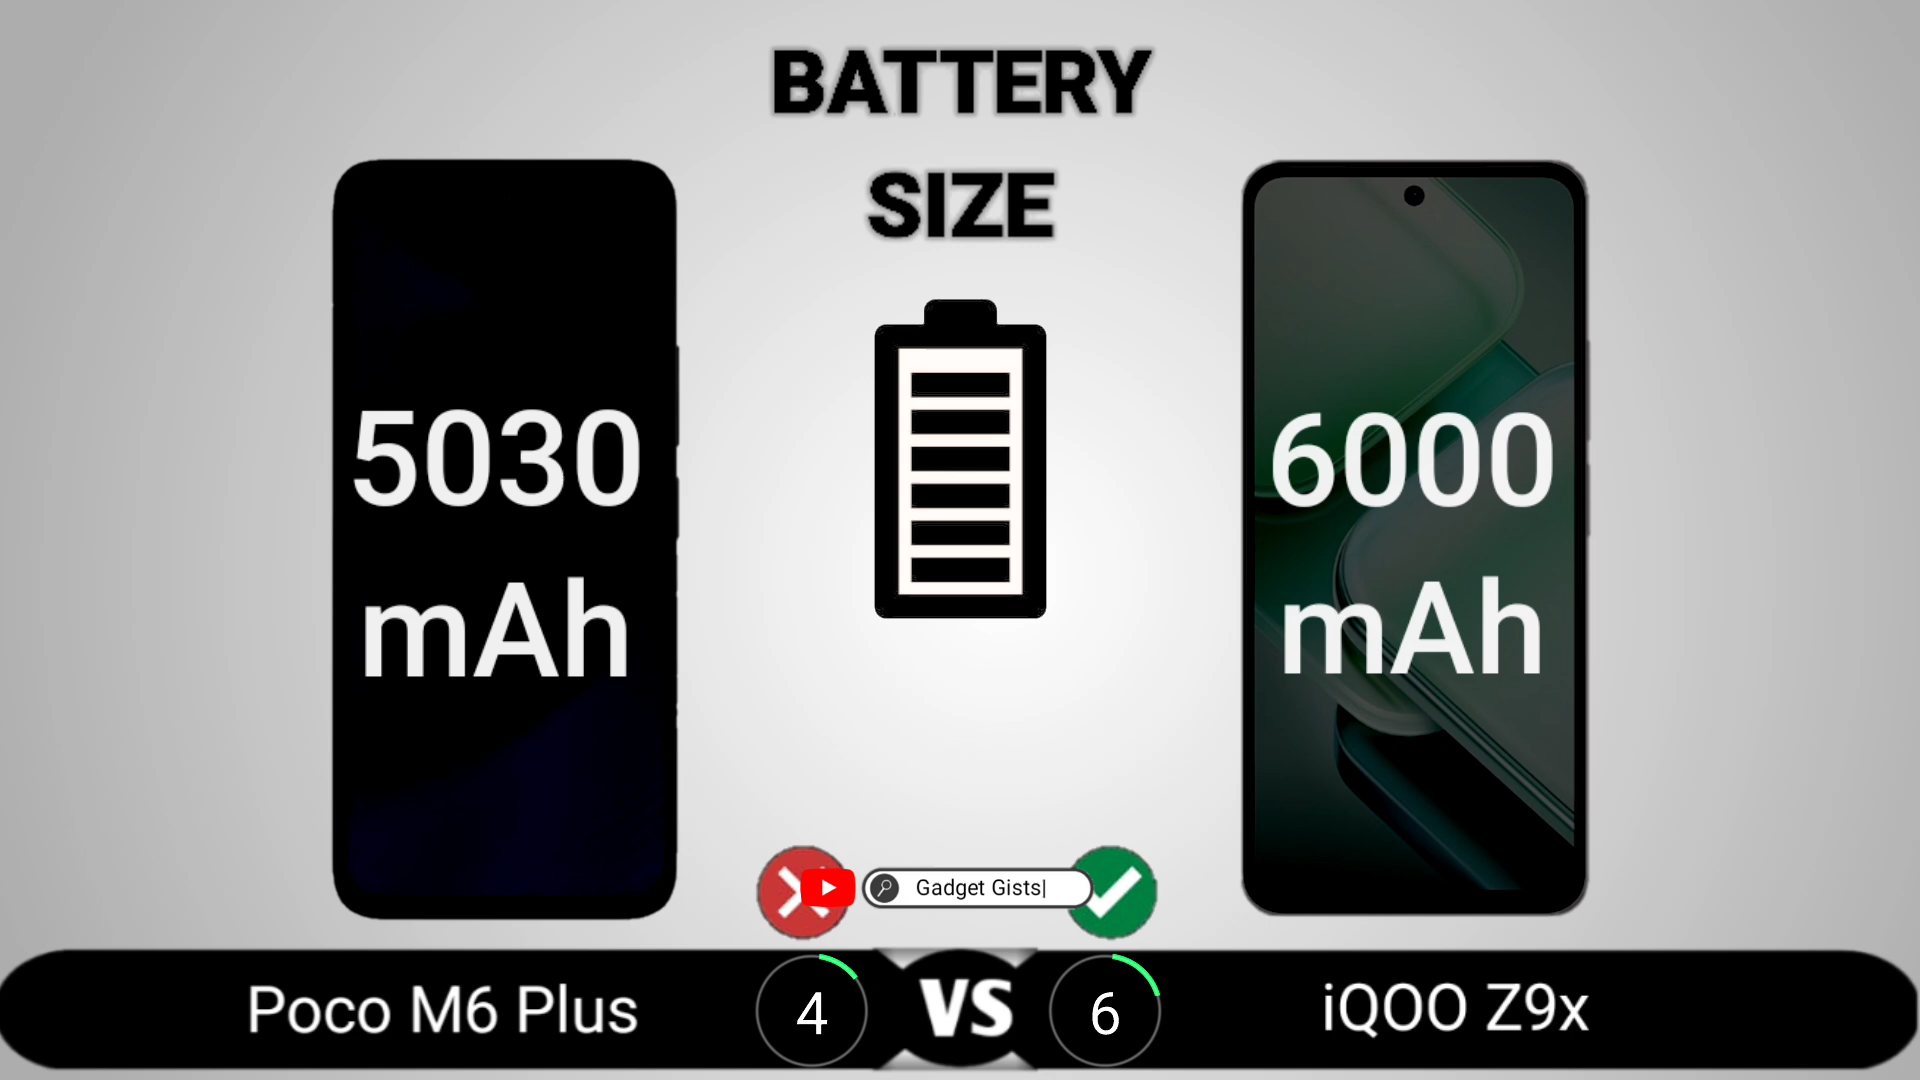 BATTERY
SIZE
5030
mAh
6000
mAh
Gadget Gists|
Poco M6 Plus
4
VS
6
iQOO Z9x